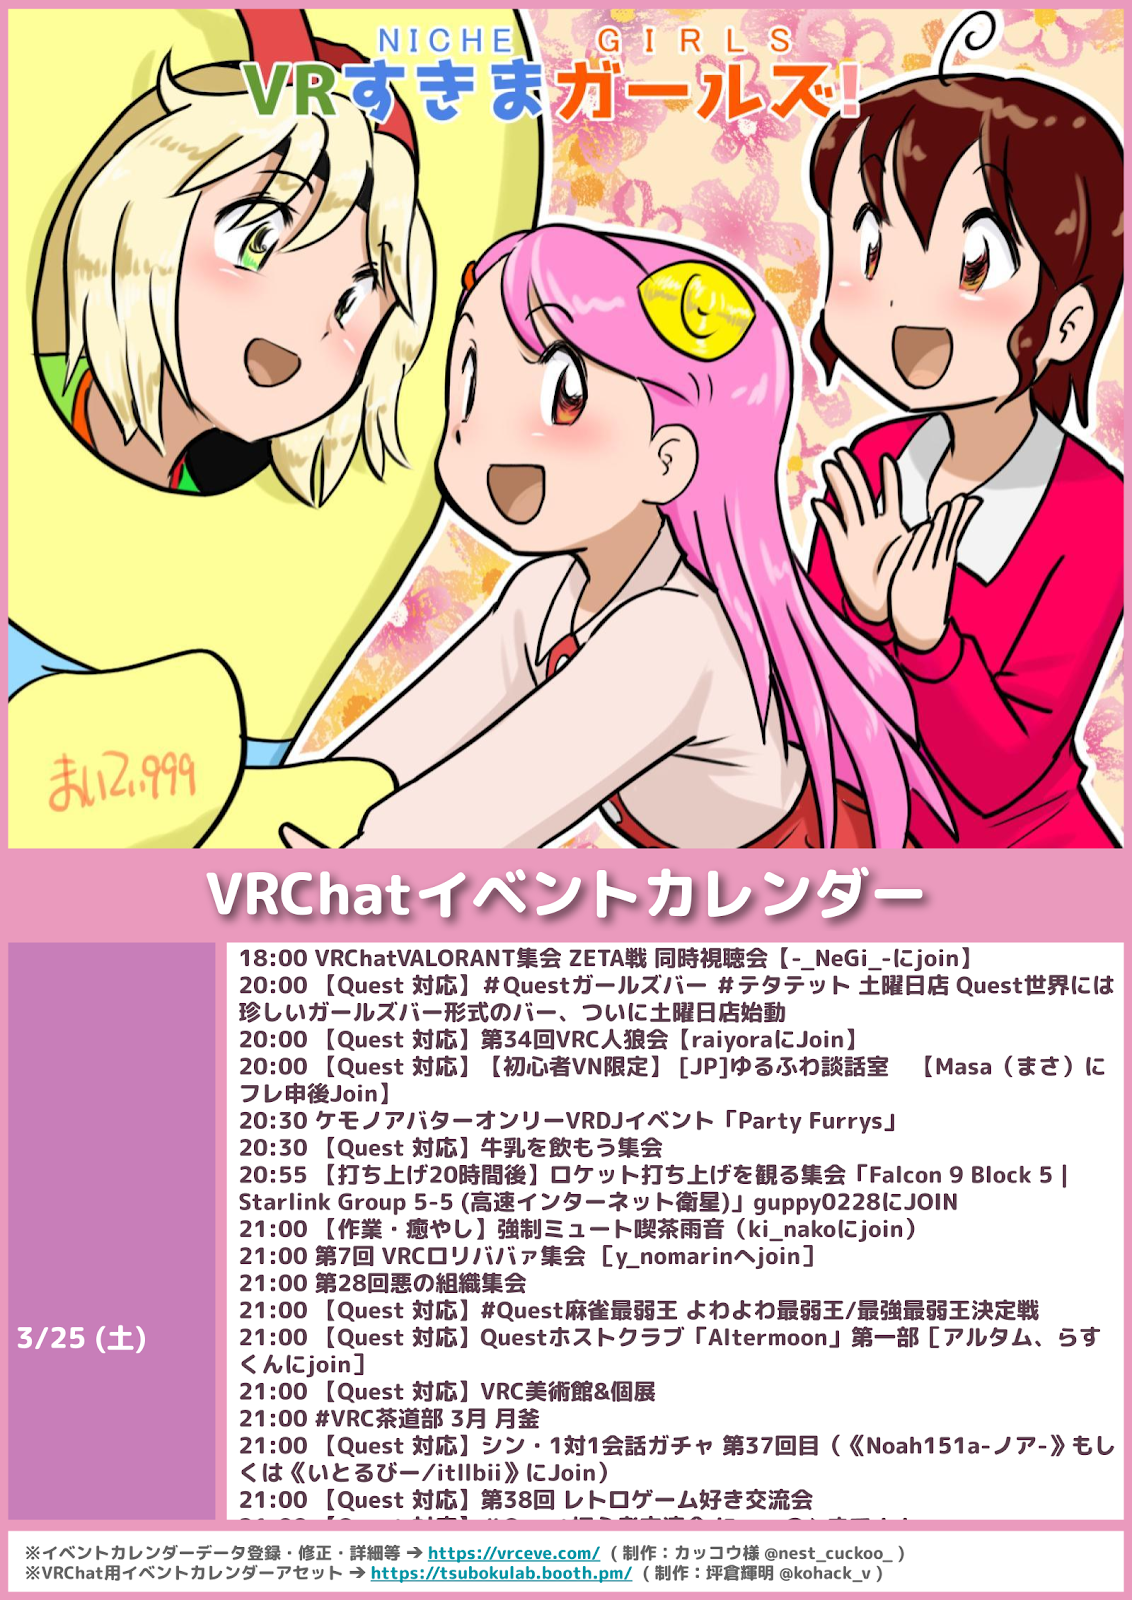 NICHE GIRLS
VRすきまガールズ!
まいてぃ999
VRChatイベントカレンダー
3/25 (土)
18:00 VRChatVALORANT集会 ZETA戦 同時視聴会【-_NeGi_-にjoin】
20:00 【Quest 対応】＃Questガールズバー ＃テタテット 土曜日店 Quest世界には
珍しいガールズバー形式のバー、ついに土曜日店始動
20:00 【Quest 対応】第34回VRC人狼会【raiyoraにJoin】
20:00 【Quest 対応】【初心者VN限定】 [JP]ゆるふわ談話室　【Masa（まさ）に
フレ申後Join】
20:30 ケモノアバターオンリーVRDJイベント「Party Furrys」
20:30 【Quest 対応】牛乳を飲もう集会
20:55 【打ち上げ20時間後】ロケット打ち上げを観る集会「Falcon 9 Block 5 |
Starlink Group 5-5 (高速インターネット衛星)」guppy0228にJOIN
21:00 【作業・癒やし】強制ミュート喫茶雨音（ki_nakoにjoin）
21:00 第7回 VRCロリババァ集会 ［y_nomarinへjoin］
21:00 第28回悪の組織集会
21:00 【Quest 対応】#Quest麻雀最弱王 よわよわ最弱王/最強最弱王決定戦
21:00 【Quest 対応】Questホストクラブ「Altermoon」第一部［アルタム、らす
くんにjoin］
21:00 【Quest 対応】VRC美術館&個展
21:00 #VRC茶道部 3月 月釜
21:00 【Quest 対応】シン・1対1会話ガチャ 第37回目（《Noah151a-ノア-》もし
くは《いとるびー/itllbii》にJoin）
21:00 【Quest 対応】第38回 レトロゲーム好き交流会
※イベントカレンダーデータ登録・修正・詳細等 ➔ https://vrceve.com/ （制作：カッコウ様 @nest_cuckoo_ ）
※VRChat用イベントカレンダーアセット ➔ https://tsubokulab.booth.pm/ （制作：坪倉輝明 @kohack_v ）